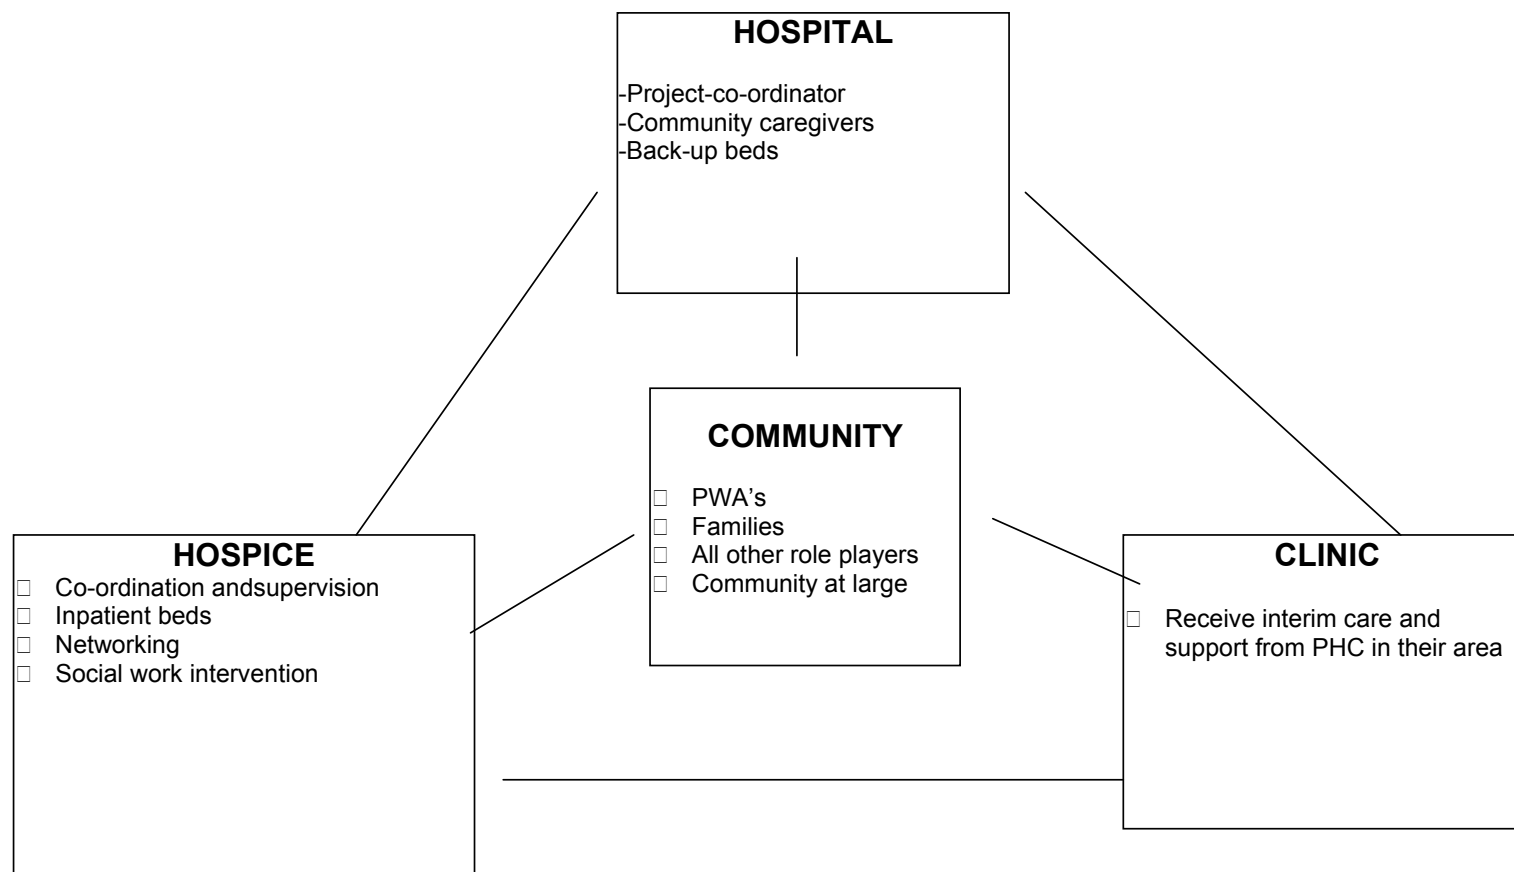 HOSPITAL
-Project-co-ordinator
-Community caregivers
-Back-up beds
COMMUNITY
PWA’s
Families
All other role players
Community at large
HOSPICE
Co-ordination andsupervision
Inpatient beds
Networking
Social work intervention
CLINIC
Receive interim care and
support from PHC in their area